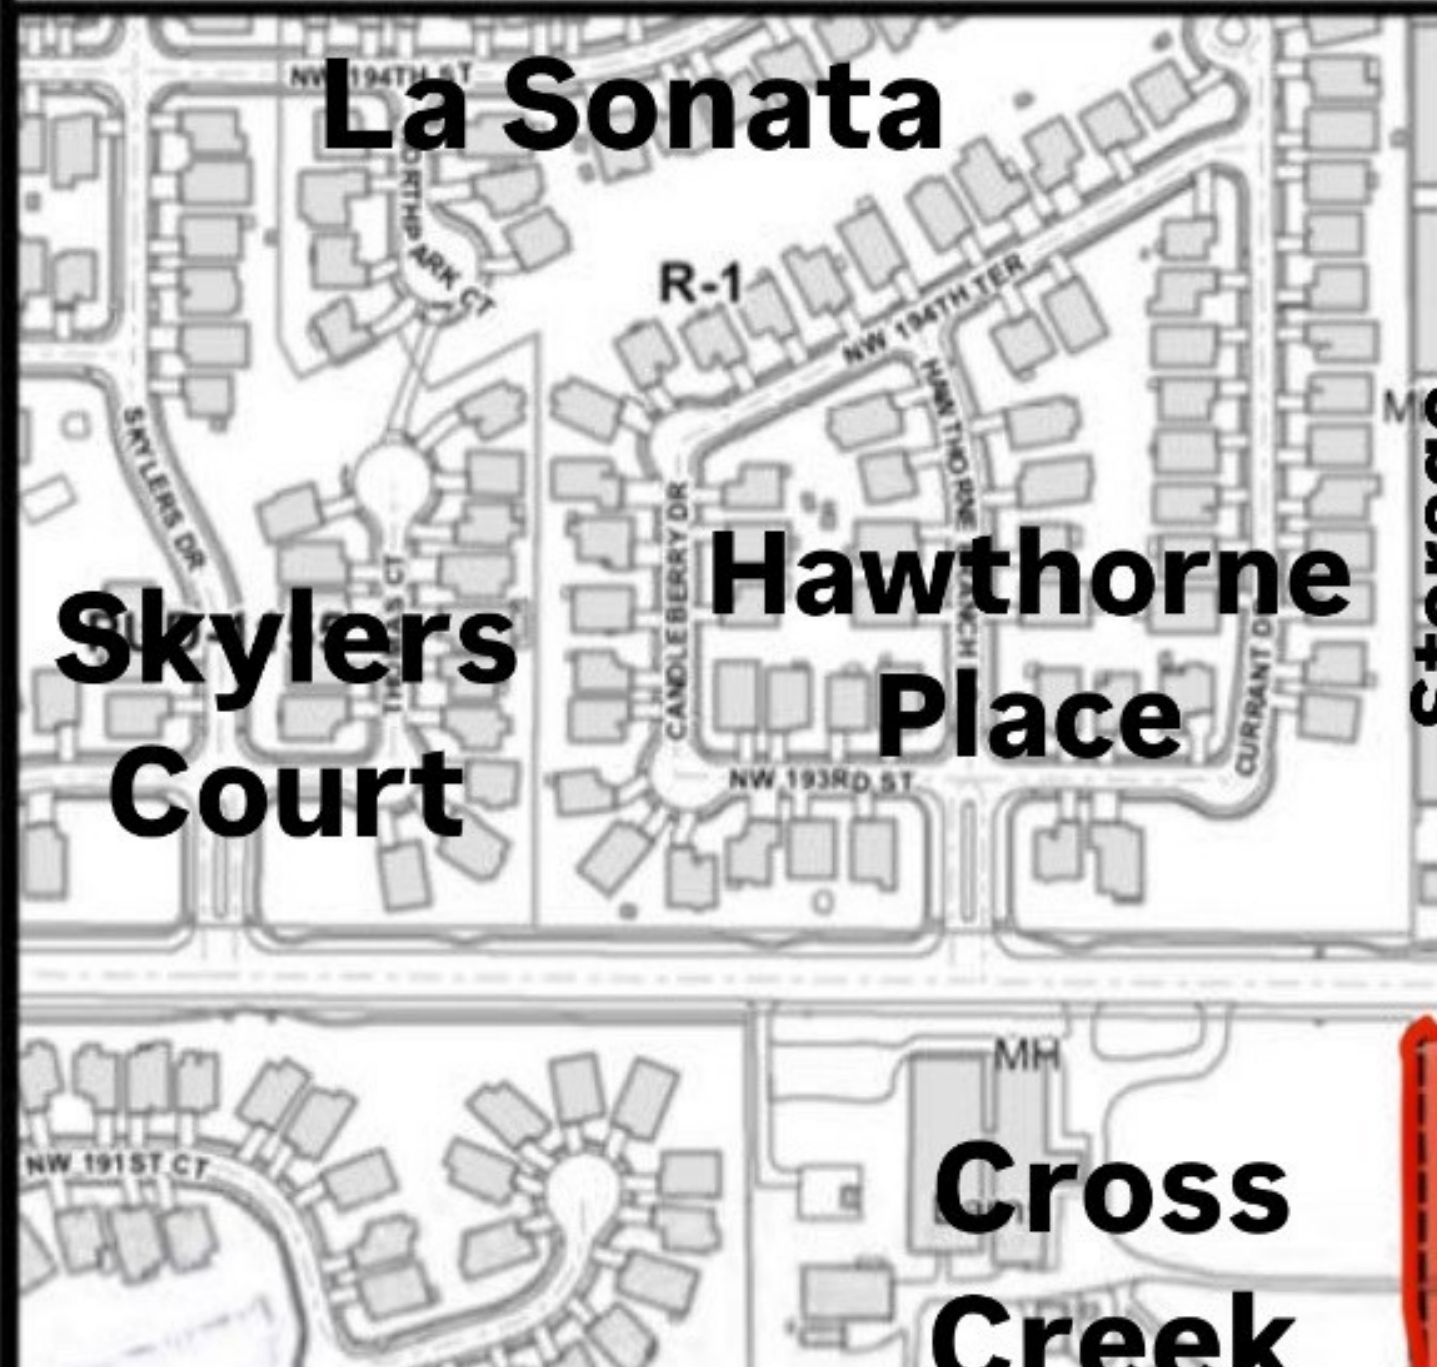 NW 194TH ST
La Sonata
R-1
NW 194TH TER
SKYLERS DR
CANDLEBERRY DR
Hawthorne
Place
Skylers
Court
CURRANT DR
NW 193RD ST
MH
NW 191ST CT
Cross
Creek